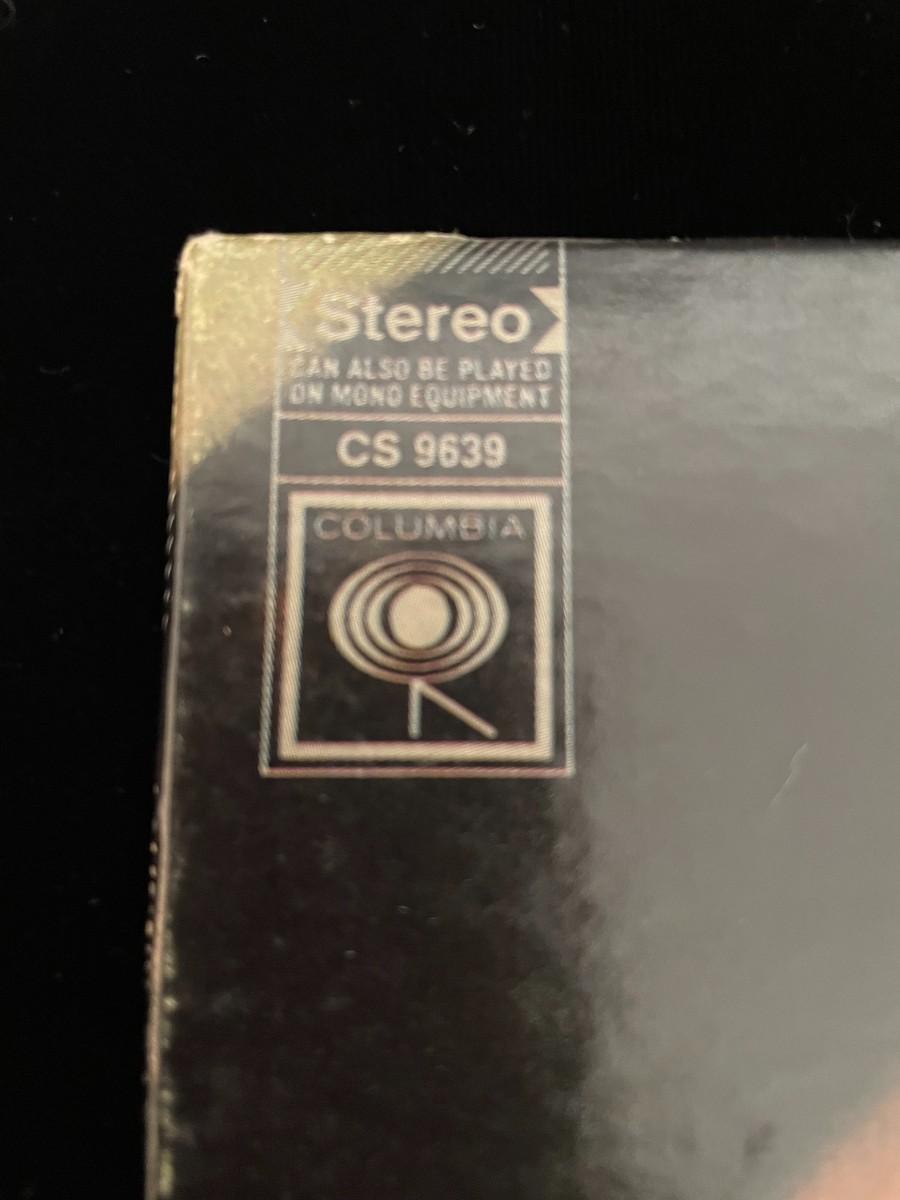 Stereo
CAN ALSO BE PLAYED
ON MONO EQUIPMENT
CS 9639
COLUMBIA